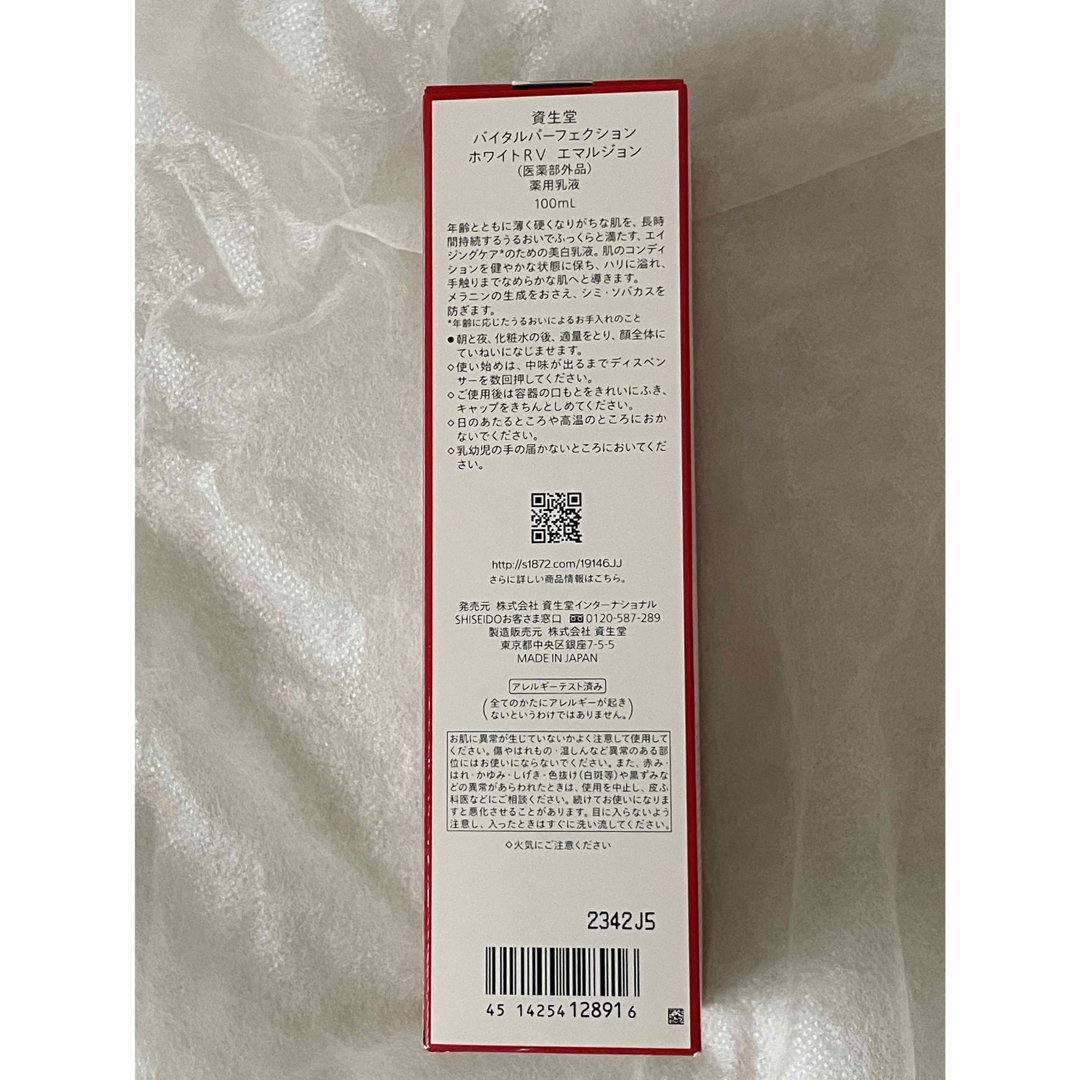 資生堂
バイタルパーフェクション
ホワイトRV エマルジョン
(医薬部外品)
薬用乳液
100mL
年齢とともに薄く硬くなりがちな肌を、長時
間持続するうるおいでふっくらと満たす、エイ
ジングケア*のための美白乳液。肌のコンディ
ションを健やかな状態に保ち、ハリに溢れ、
手触りまでなめらかな肌へと導きます。
メラニンの生成をおさえ、シミ・ソバカスを
防ぎます。
*年齢に応じたうるおいによるお手入れのこと
●朝と夜、化粧水の後、適量をとり、顔全体に
ていねいになじませます。
◇使い始めは、中味が出るまでディスペン
サーを数回押してください。
◇ご使用後は容器の口もとをきれいにふき、
キャップをきちんとしめてください。
◇日のあたるところや高温のところにおか
ないでください。
◇乳幼児の手の届かないところにおいてくだ
さい。
http://s1872.com/19146JJ
さらに詳しい商品情報はこちら。
発売元 株式会社 資生堂インターナショナル
SHISEIDOお客さま窓口 0120-587-289
製造販売元 株式会社 資生堂
東京都中央区銀座7-5-5
MADE IN JAPAN
アレルギーテスト済み
(全てのかたにアレルギーが起き
ないというわけではありません。)
お肌に異常が生じていないかよく注意して使用して
ください。傷やはれもの・湿しんなど異常のある部
位にはお使いにならないでください。また、赤み・
はれ・かゆみ・しげき・色抜け(白斑等)や黒ずみな
どの異常があらわれたときは、使用を中止し、皮ふ
科医などにご相談ください。続けてお使いになりま
すと悪化させることがあります。目に入らないよう
注意し、入ったときはすぐに洗い流してください。
◇火気にご注意ください
2342J5
45 14254 12891 6